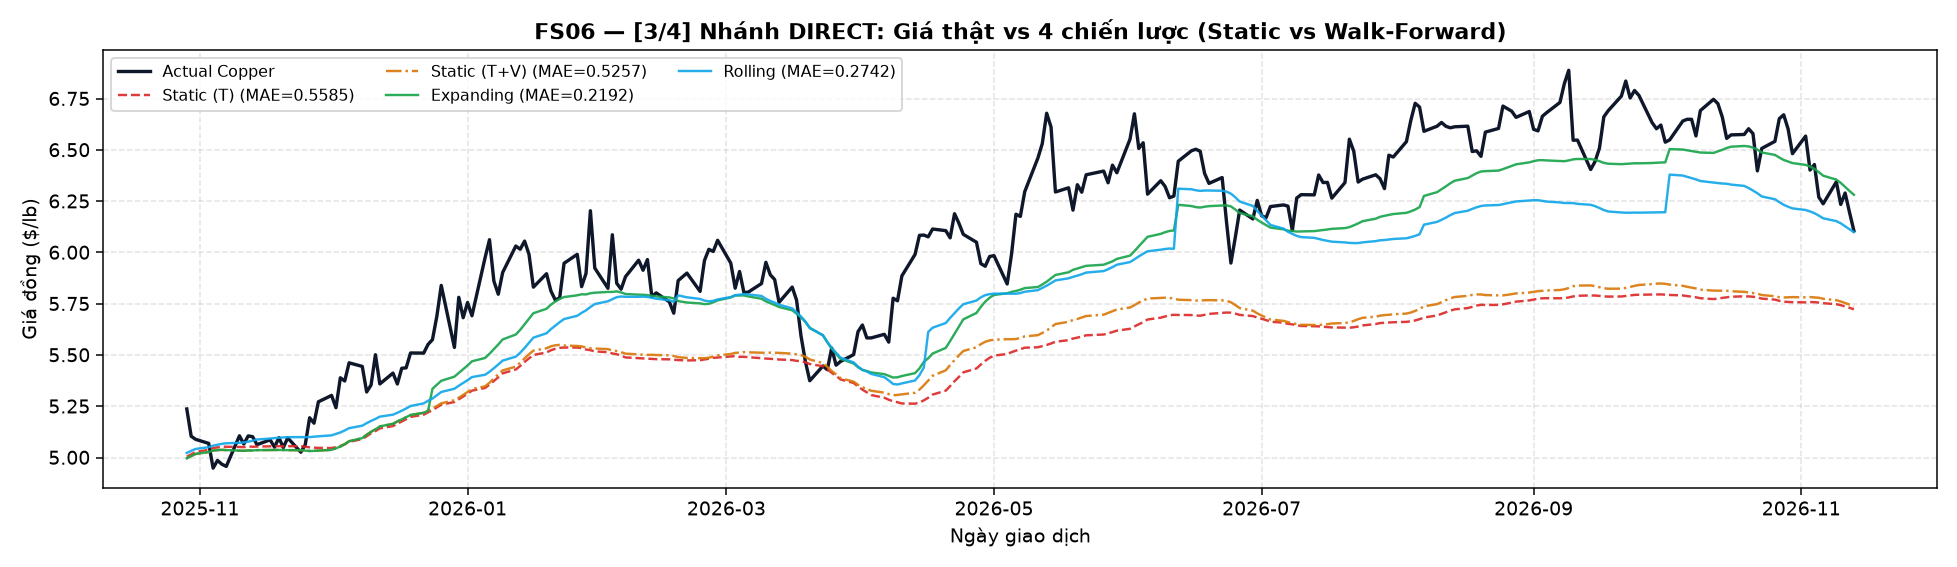 FS06 — [3/4] Nhánh DIRECT: Giá thật vs 4 chiến lược (Static vs Walk-Forward)
Actual Copper
Static (T) (MAE=0.5585)
Static (T+V) (MAE=0.5257)
Expanding (MAE=0.2192)
Rolling (MAE=0.2742)
Giá đồng ($/lb)
6.75
6.50
6.25
6.00
5.75
5.50
5.25
5.00
2025-11
2026-01
2026-03
2026-05
2026-07
2026-09
2026-11
Ngày giao dịch